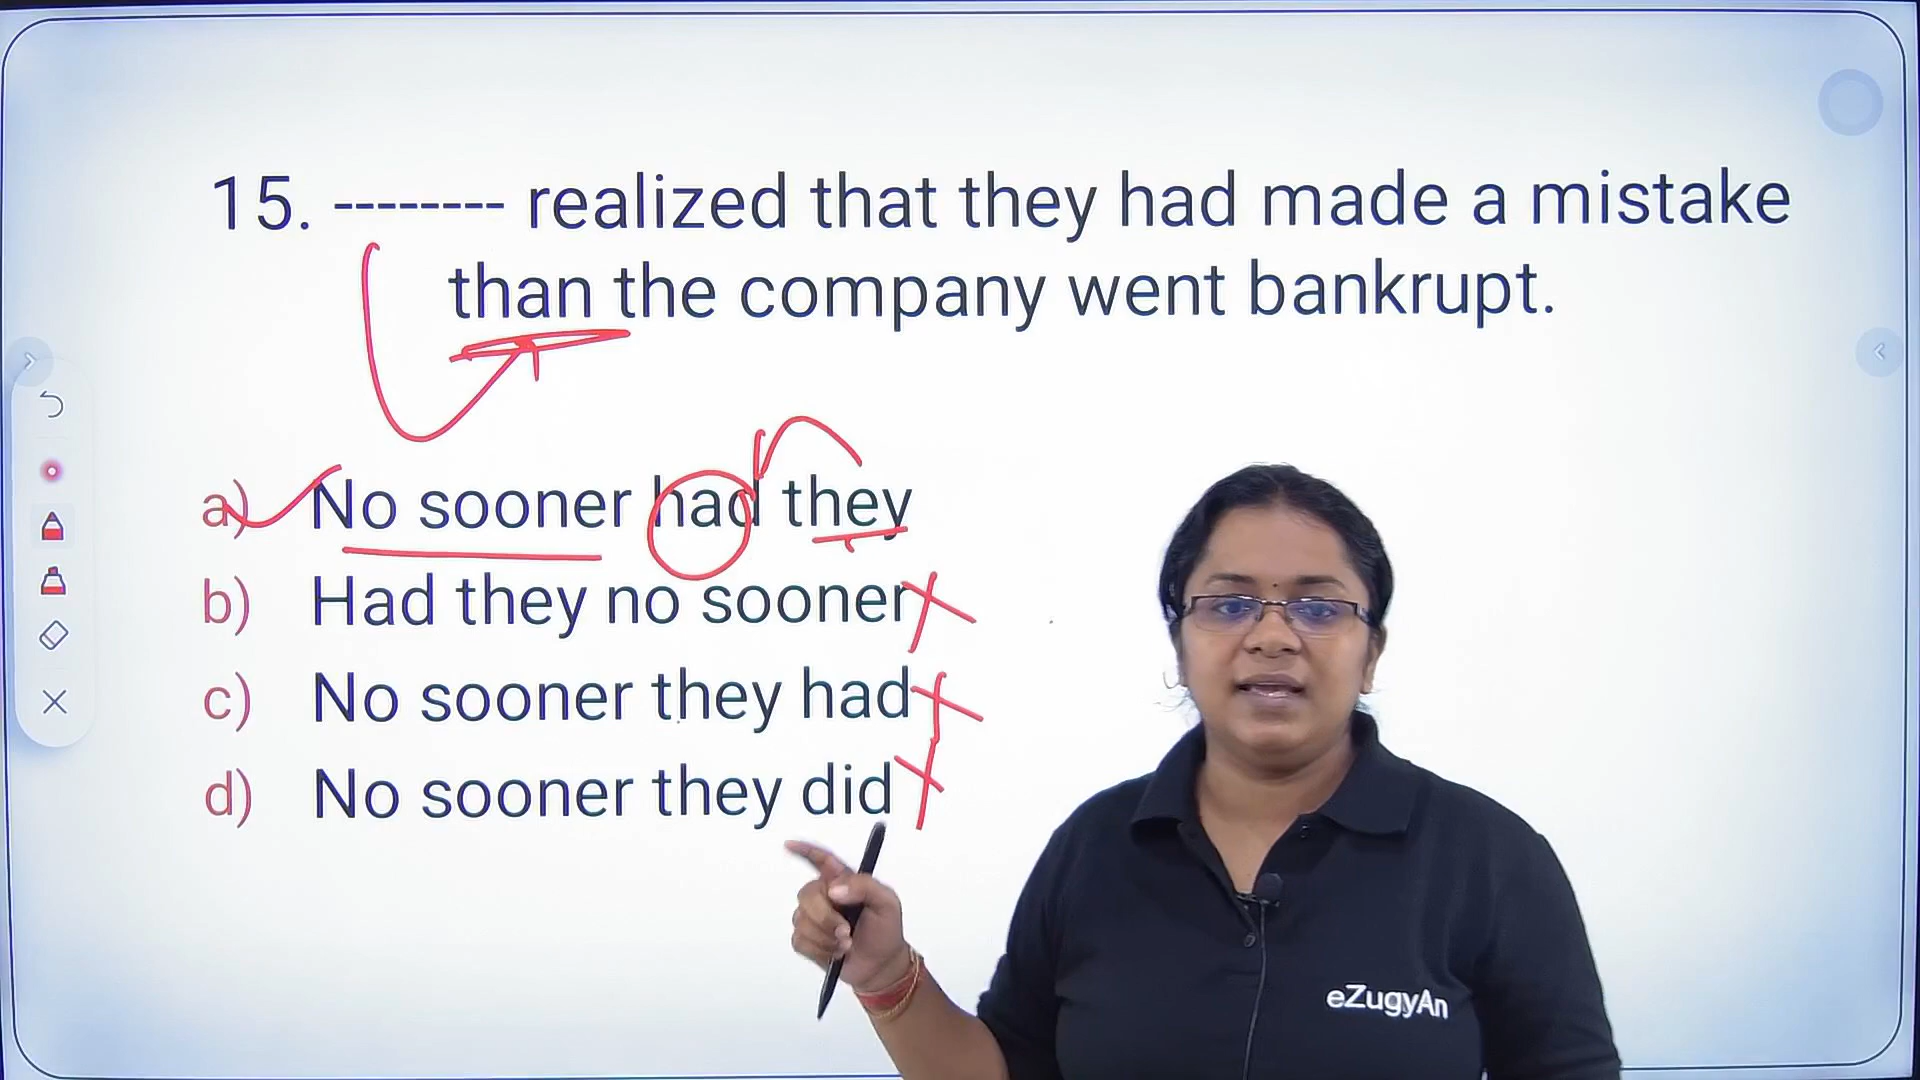 15. -------- realized that they had made a mistake
than the company went bankrupt.
a) No sooner had they
b) Had they no sooner
c) No sooner they had
d) No sooner they did
eZugyAn